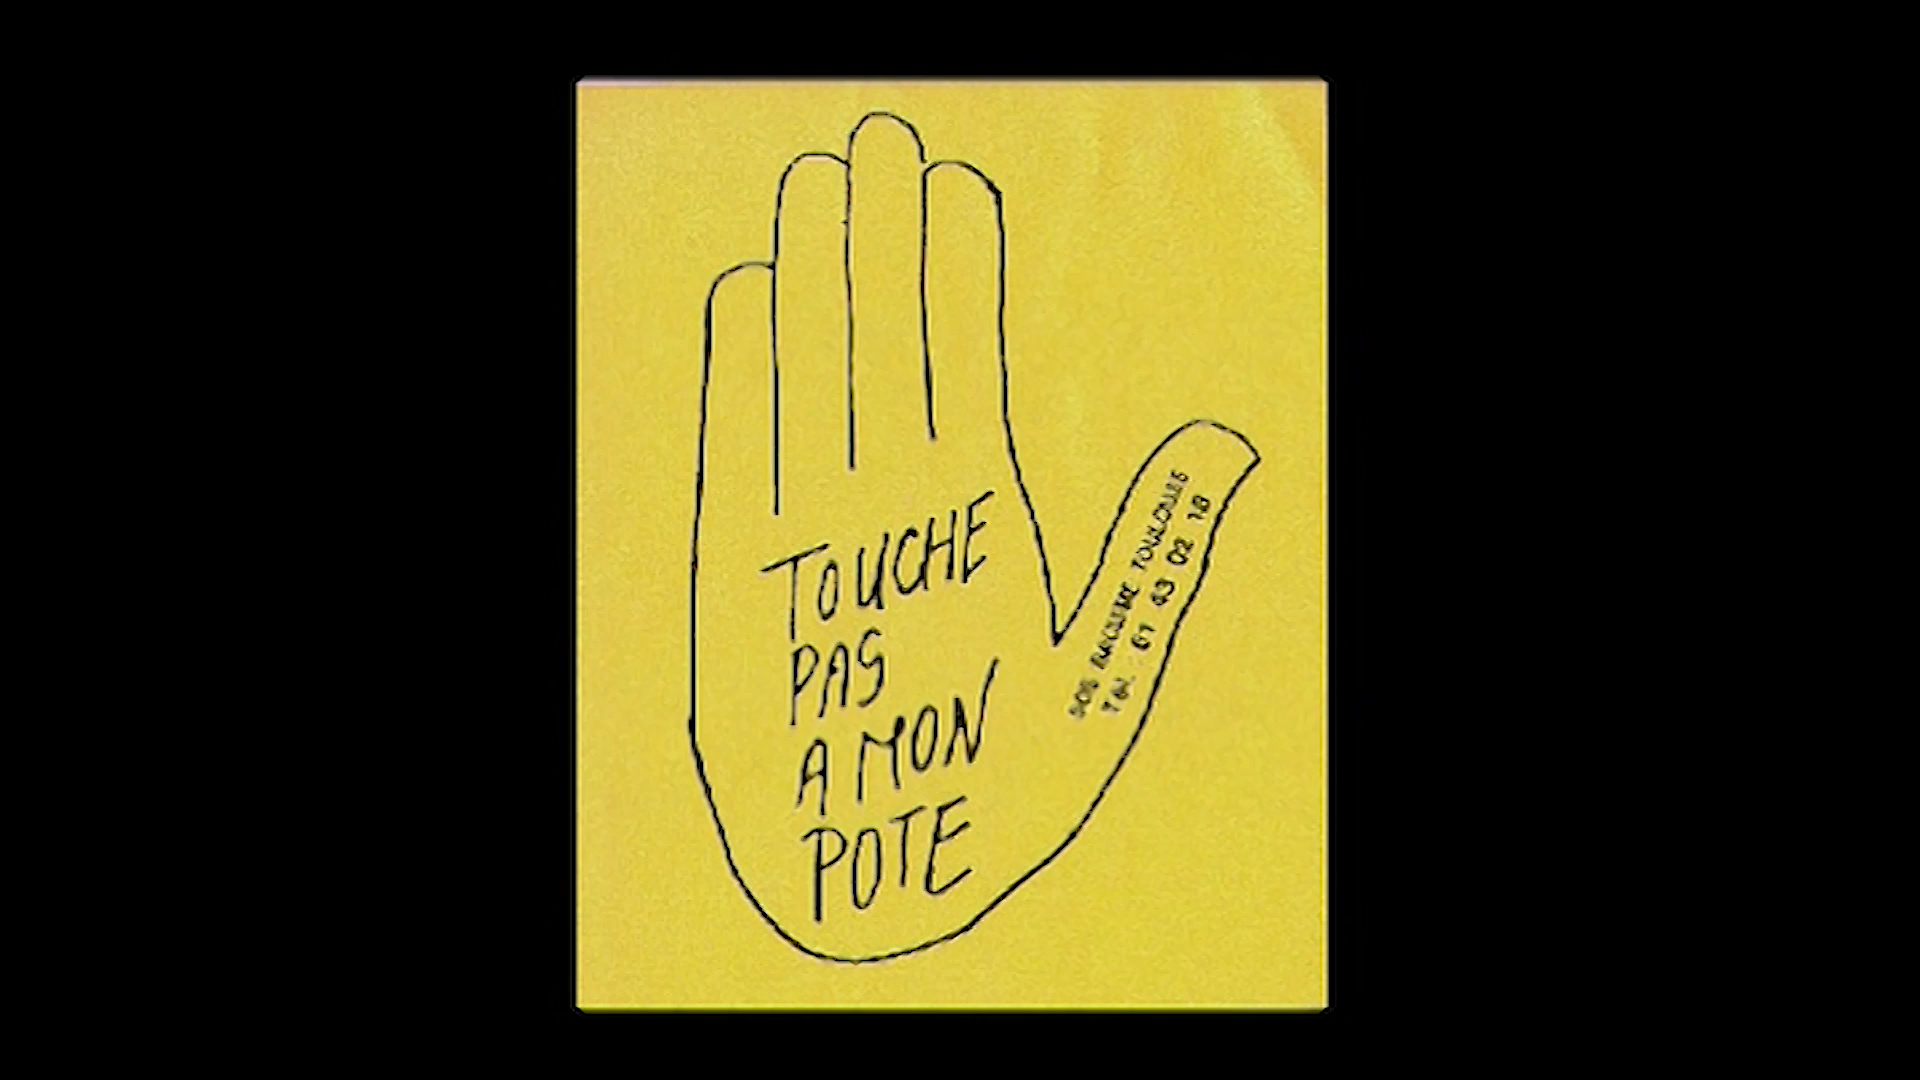 TOUCHE
PAS
A MON
POTE
SOS RACISME TOULOUSE
Tél. 61 63 02 18